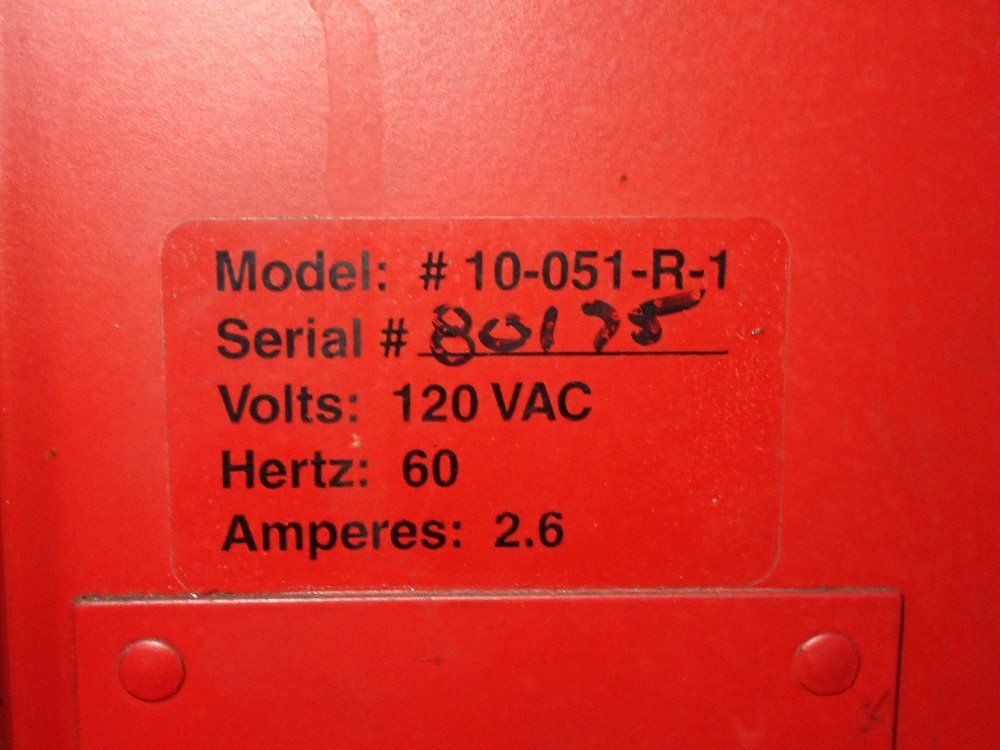 Model: # 10-051-R-1
Serial # 80175
Volts: 120 VAC
Hertz: 60
Amperes: 2.6